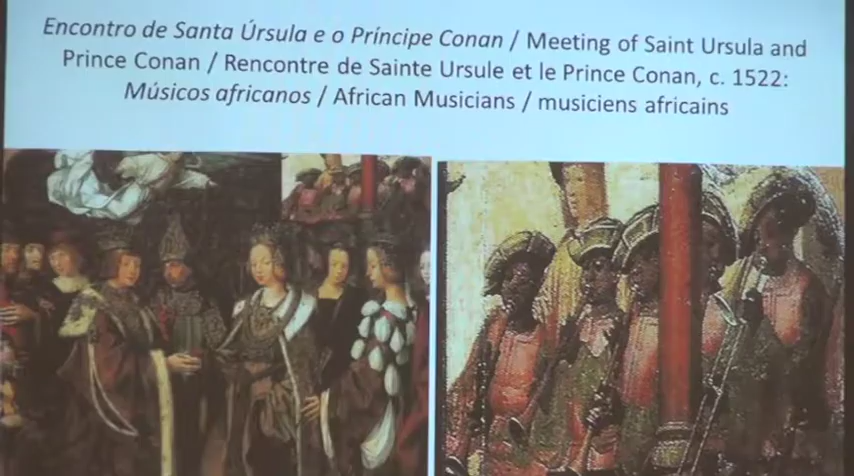 Encontro de Santa Úrsula e o Príncipe Conan / Meeting of Saint Ursula and
Prince Conan / Rencontre de Sainte Ursule et le Prince Conan, c. 1522:
Músicos africanos / African Musicians / musiciens africains